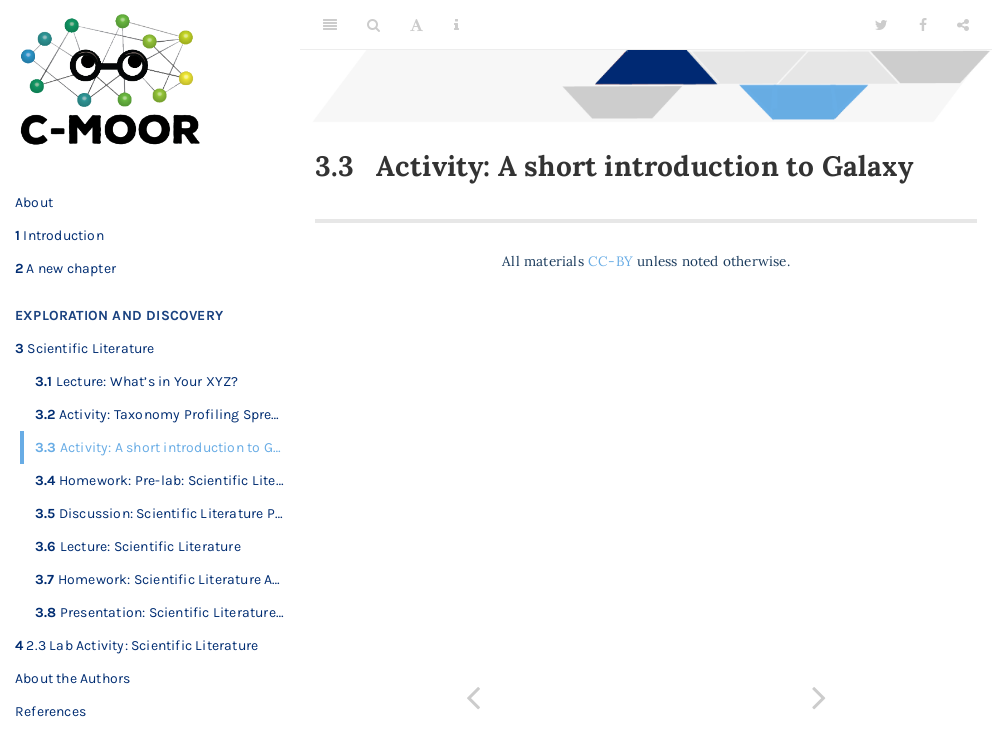 C-MOOR
About
1 Introduction
2 A new chapter
EXPLORATION AND DISCOVERY
3 Scientific Literature
3.1 Lecture: What's in Your XYZ?
3.2 Activity: Taxonomy Profiling Spre…
3.3 Activity: A short introduction to G…
3.4 Homework: Pre-lab: Scientific Lite…
3.5 Discussion: Scientific Literature P…
3.6 Lecture: Scientific Literature
3.7 Homework: Scientific Literature A…
3.8 Presentation: Scientific Literature…
4 2.3 Lab Activity: Scientific Literature
About the Authors
References
A
3.3 Activity: A short introduction to Galaxy
All materials CC-BY unless noted otherwise.